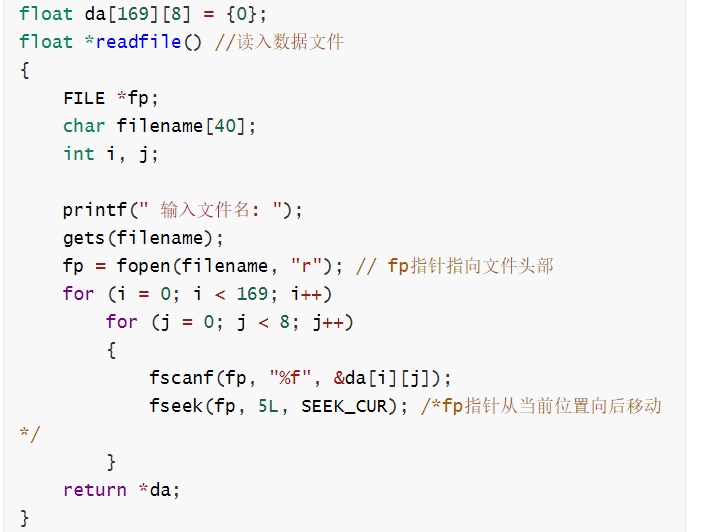 float da[169][8] = {0};
float *readfile() //读入数据文件
{
    FILE *fp;
    char filename[40];
    int i, j;

    printf(" 输入文件名: ");
    gets(filename);
    fp = fopen(filename, "r"); // fp指针指向文件头部
    for (i = 0; i < 169; i++)
        for (j = 0; j < 8; j++)
        {
            fscanf(fp, "%f", &da[i][j]);
            fseek(fp, 5L, SEEK_CUR); /*fp指针从当前位置向后移动
*/
        }
    return *da;
}